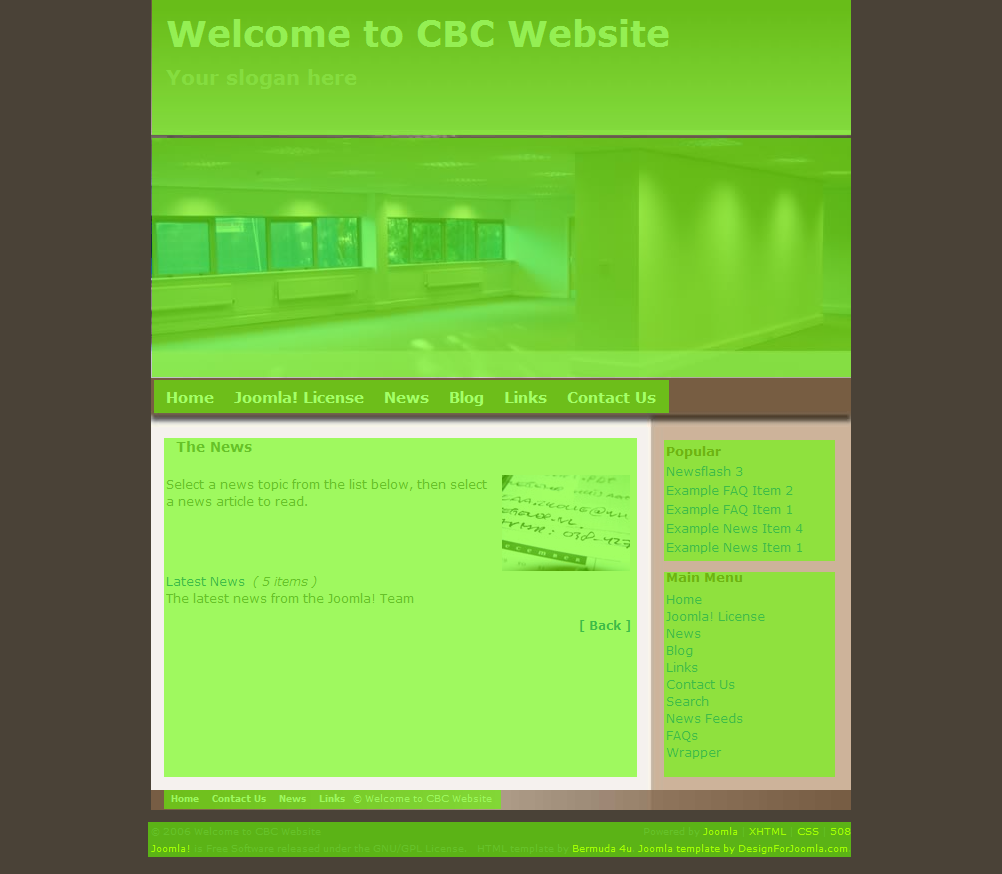 Welcome to CBC Website
Your slogan here
Home Joomla! License News Blog Links Contact Us
The News
Select a news topic from the list below, then select
a news article to read.
DECEMBER
Latest News ( 5 items )
The latest news from the Joomla! Team
[ Back ]
Popular
Newsflash 3
Example FAQ Item 2
Example FAQ Item 1
Example News Item 4
Example News Item 1
Main Menu
Home
Joomla! License
News
Blog
Links
Contact Us
Search
News Feeds
FAQs
Wrapper
Home Contact Us News Links © Welcome to CBC Website.
© 2006 Welcome to CBC Website Powered by Joomla | XHTML | CSS | 508
Joomla! is Free Software released under the GNU/GPL License. HTML template by Bermuda 4u Joomla template by DesignForJoomla.com